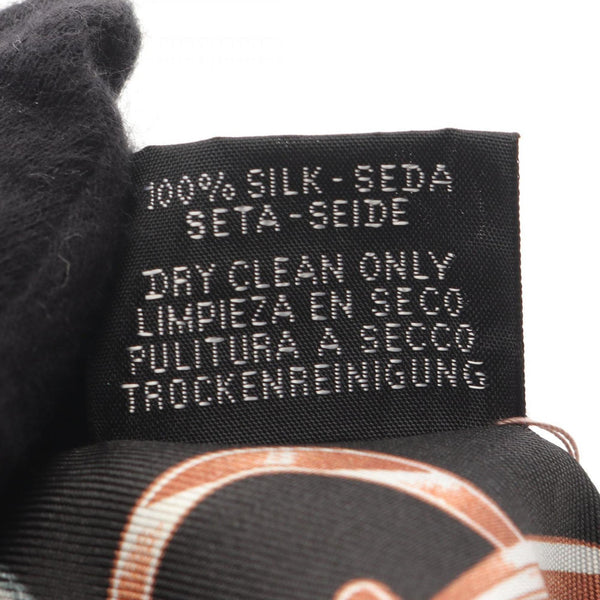 100% SILK-SEDA
SETA-SEIDE
DRY CLEAN ONLY
LIMPIEZA EN SECO
PULITURA A SECCO
TROCKENREINIGUNG